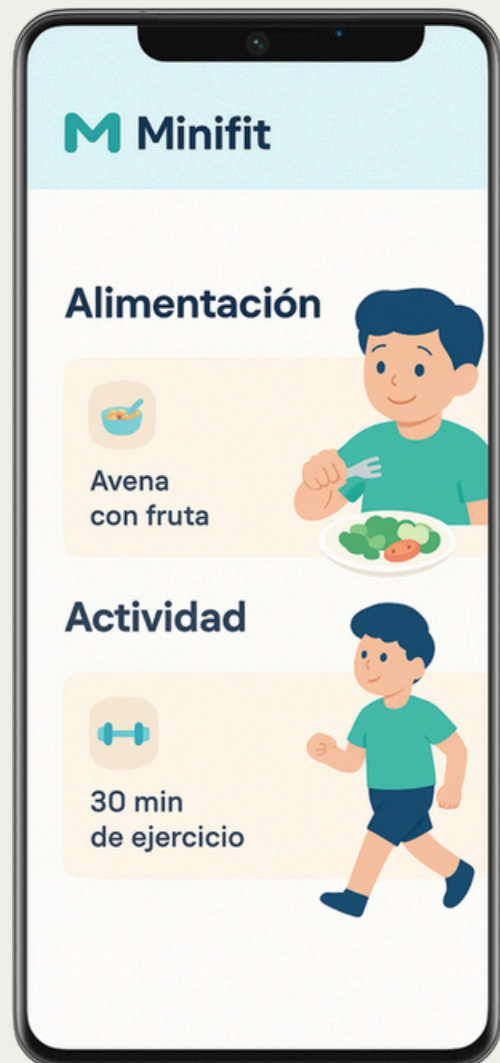 Minifit
Alimentación
Avena
con fruta
Actividad
30 min
de ejercicio